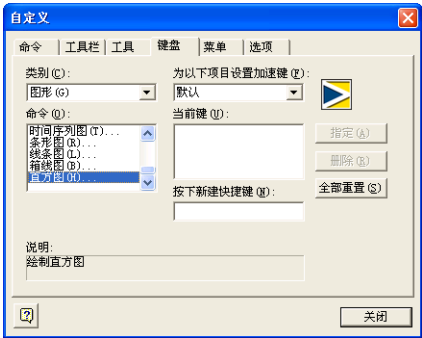 自定义
命令 工具栏 工具 键盘 菜单 选项
类别(C): 为以下项目设置加速键(F):
图形(G) 默认
命令(O): 当前键(U):
时间序列图(T)...
条形图(R)...
线条图(L)...
箱线图(B)...
直方图(H)...
指定(A)
删除(R)
按下新建快捷键(N): 全部重置(S)
说明:
绘制直方图
关闭